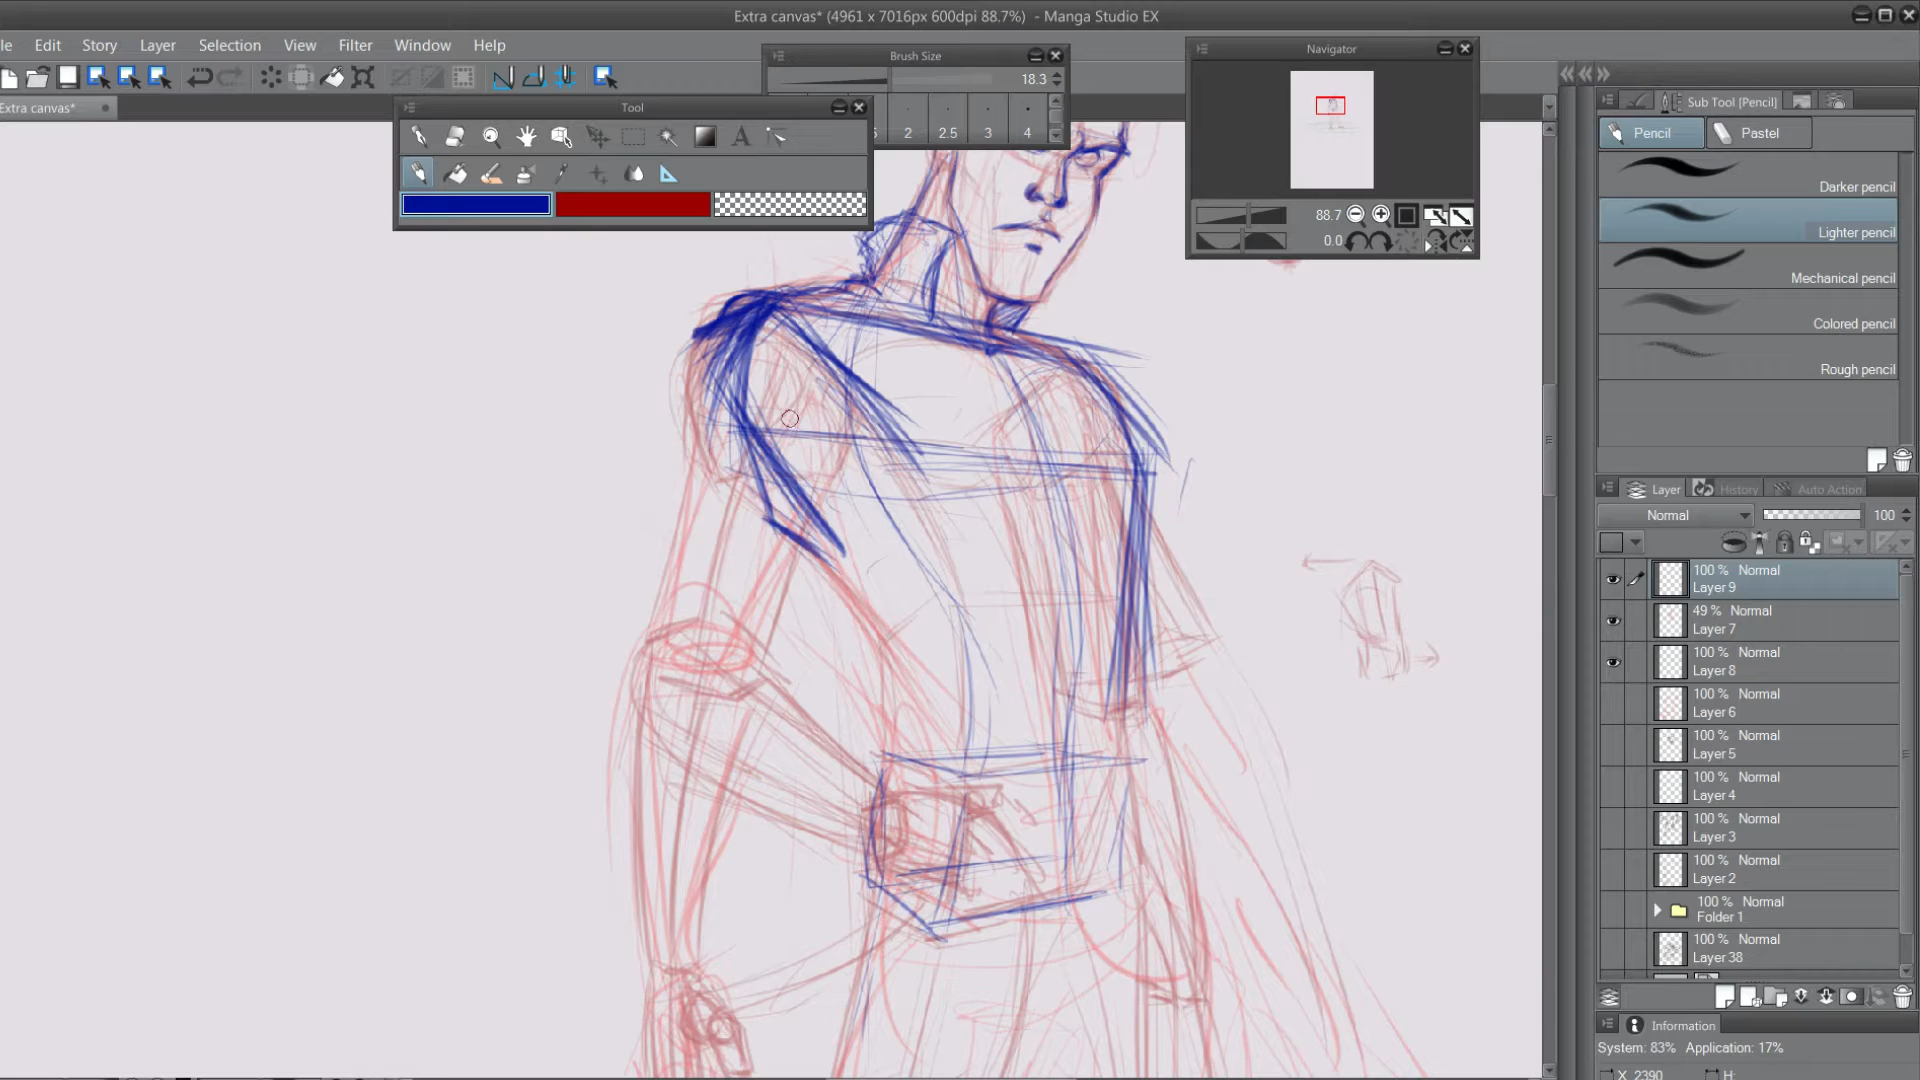 Extra canvas* (4961 x 7016px 600dpi 88.7%) - Manga Studio EX
le Edit Story Layer Selection View Filter Window Help
Brush Size
18.3
5 2 2.5 3 4
Extra canvas*
Tool
A
Navigator
88.7
0.0
Sub Tool [Pencil]
Pencil Pastel
Darker pencil
Lighter pencil
Mechanical pencil
Colored pencil
Rough pencil
Layer History Auto Action
Normal 100
100 % Normal
Layer 9
49 % Normal
Layer 7
100 % Normal
Layer 8
100 % Normal
Layer 6
100 % Normal
Layer 5
100 % Normal
Layer 4
100 % Normal
Layer 3
100 % Normal
Layer 2
100 % Normal
Folder 1
100 % Normal
Layer 38
Information
System: 83% Application: 17%
X 2390 H: